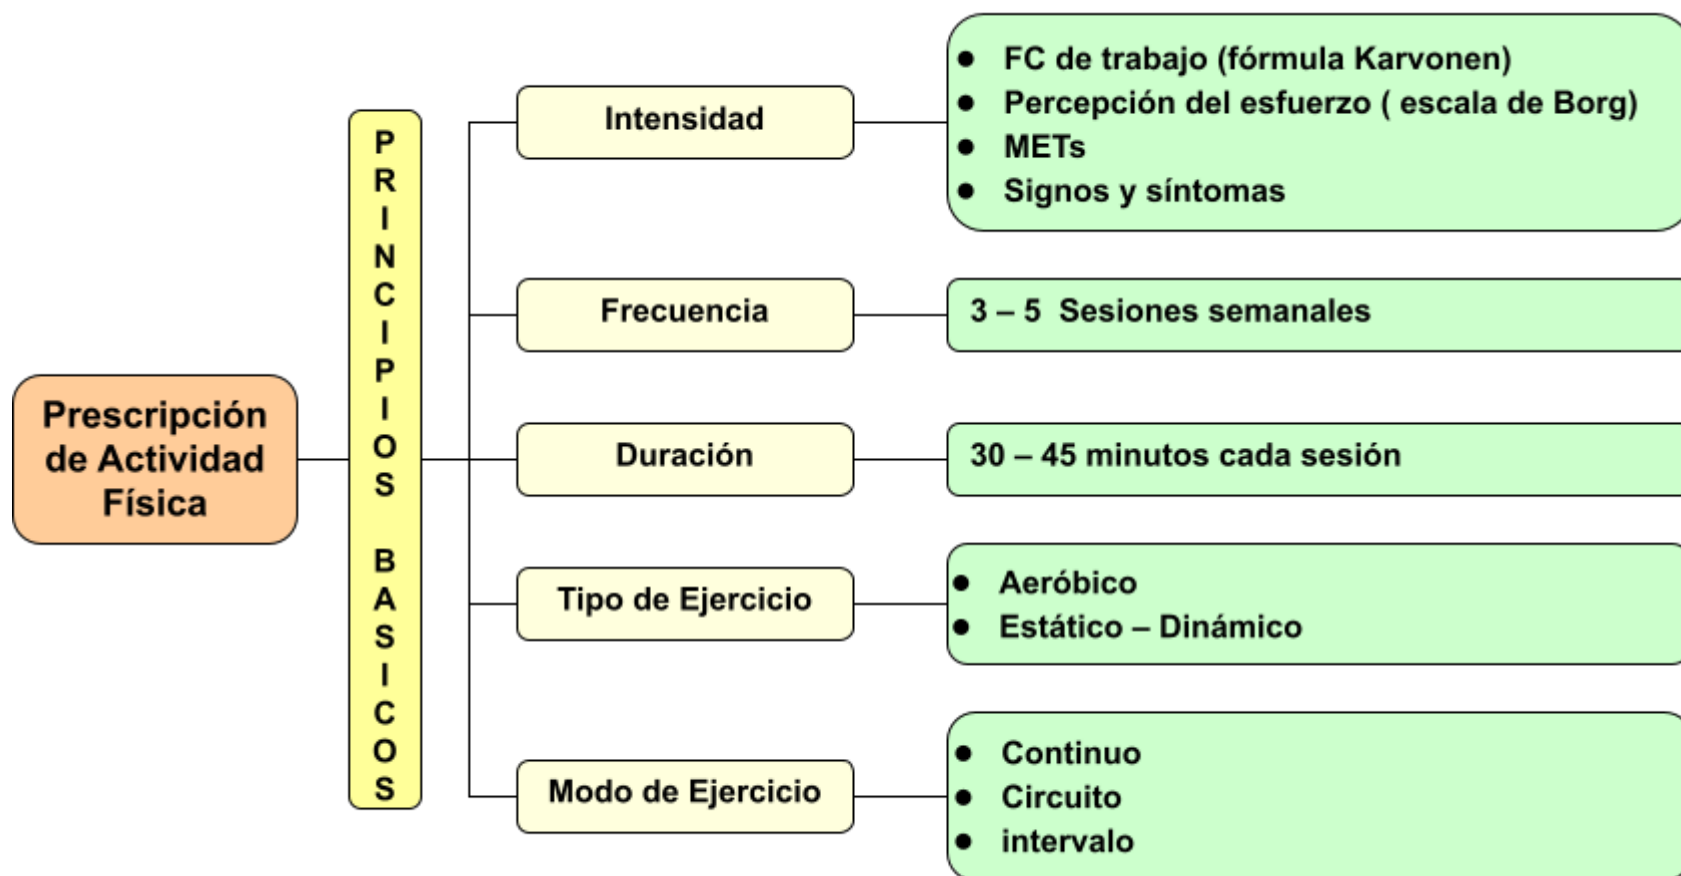 Prescripción
de Actividad
Física
PRINCIPIOS BASICOS
Intensidad
● FC de trabajo (fórmula Karvonen)
● Percepción del esfuerzo ( escala de Borg)
● METs
● Signos y síntomas
Frecuencia
3 – 5  Sesiones semanales
Duración
30 – 45 minutos cada sesión
Tipo de Ejercicio
● Aeróbico
● Estático – Dinámico
Modo de Ejercicio
● Continuo
● Circuito
● intervalo